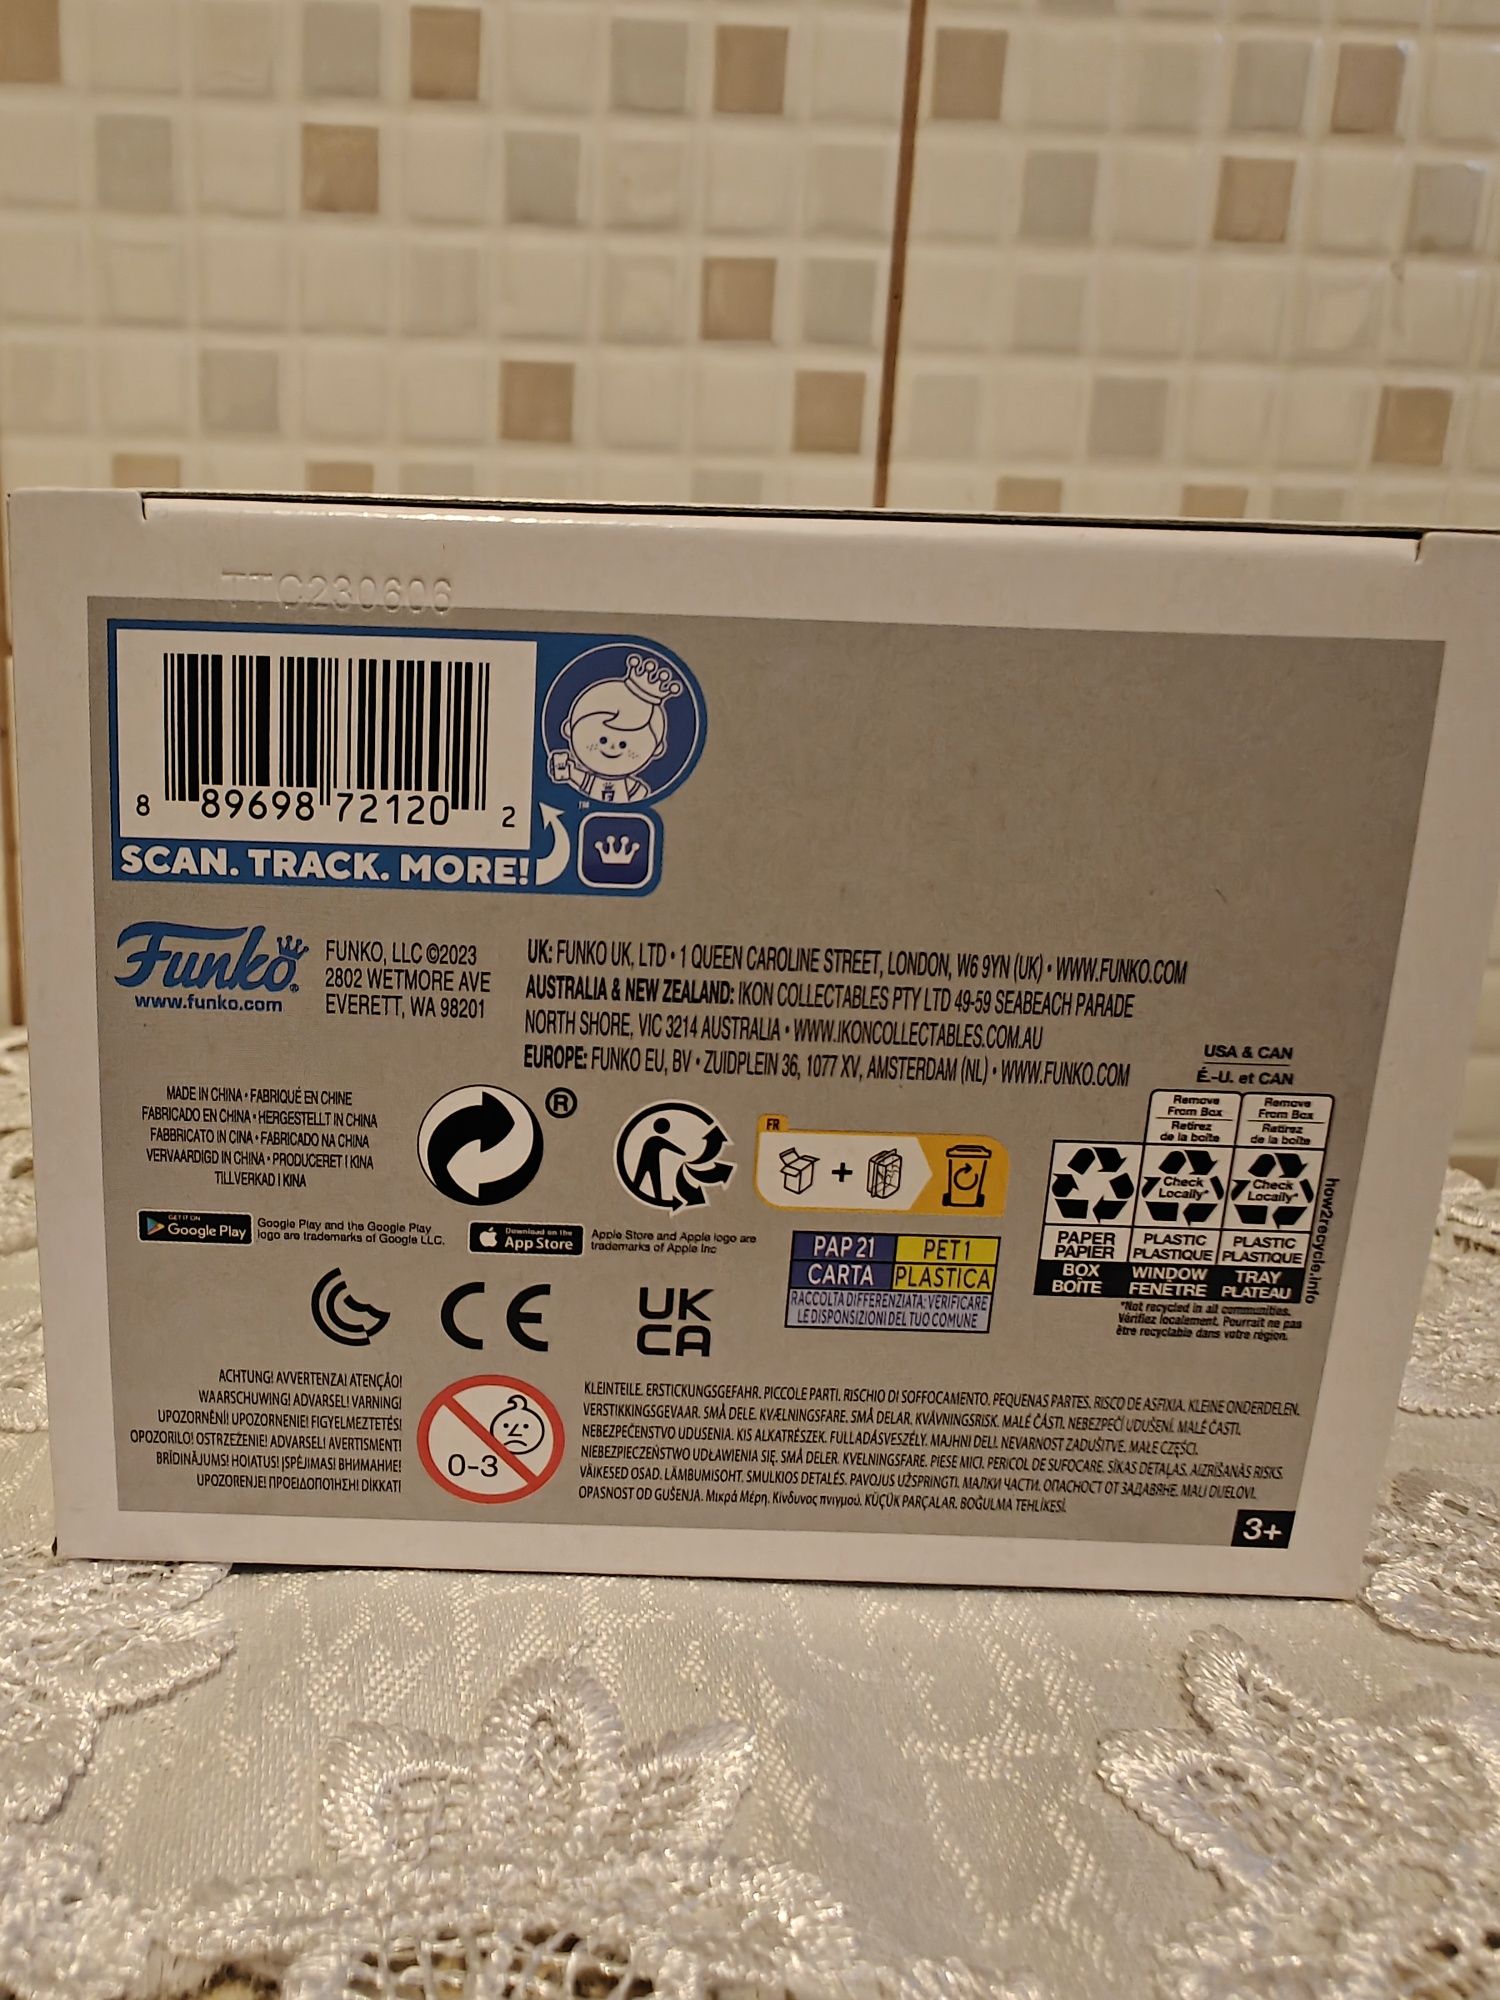 TTC230606
8 89698 72120 2
TM
SCAN. TRACK. MORE!
Funko®
www.funko.com
FUNKO, LLC ©2023
2802 WETMORE AVE
EVERETT, WA 98201
UK: FUNKO UK, LTD • 1 QUEEN CAROLINE STREET, LONDON, W6 9YN (UK) • WWW.FUNKO.COM
AUSTRALIA & NEW ZEALAND: IKON COLLECTABLES PTY LTD 49-59 SEABEACH PARADE
NORTH SHORE, VIC 3214 AUSTRALIA • WWW.IKONCOLLECTABLES.COM.AU
EUROPE: FUNKO EU, BV • ZUIDPLEIN 36, 1077 XV, AMSTERDAM (NL) • WWW.FUNKO.COM
MADE IN CHINA • FABRIQUÉ EN CHINE
FABRICADO EN CHINA • HERGESTELLT IN CHINA
FABBRICATO IN CINA • FABRICADO NA CHINA
VERVAARDIGD IN CHINA • PRODUCERET I KINA
TILLVERKAD I KINA
®
FR
+
USA & CAN
É.-U. et CAN
Remove
From Box
Retirez
de la boîte
Remove
From Box
Retirez
de la boîte
Check
Locally*
Check
Locally*
PAPER
PAPIER
PLASTIC
PLASTIQUE
PLASTIC
PLASTIQUE
BOX
BOÎTE
WINDOW
FENÊTRE
TRAY
PLATEAU
how2recycle.info
*Not recycled in all communities.
Vérifiez localement. Pourrait ne pas
être recyclable dans votre région.
GET IT ON
Google Play
Google Play and the Google Play
logo are trademarks of Google LLC.
Download on the
App Store
Apple Store and Apple logo are
trademarks of Apple Inc
PAP 21 PET 1
CARTA PLASTICA
RACCOLTA DIFFERENZIATA: VERIFICARE
LE DISPOSIZIONI DEL TUO COMUNE
CE
UK
CA
ACHTUNG! AVVERTENZA! ATENÇÃO!
WAARSCHUWING! ADVARSEL! VARNING!
UPOZORNĚNÍ! UPOZORNENIE! FIGYELMEZTETÉS!
OPOZORILO! OSTRZEŻENIE! ADVARSEL! AVERTISMENT!
BRĪDINĀJUMS! HOIATUS! ĮSPĖJIMAS! ВНИМАНИЕ!
UPOZORENJE! ΠΡΟΕΙΔΟΠΟΙΗΣΗ! DİKKAT!
0-3
KLEINTEILE. ERSTICKUNGSGEFAHR. PICCOLE PARTI. RISCHIO DI SOFFOCAMENTO. PEQUENAS PARTES. RISCO DE ASFIXIA. KLEINE ONDERDELEN.
VERSTIKKINGSGEVAAR. SMÅ DELE. KVÆLNINGSFARE. SMÅ DELAR. KVÄVNINGSRISK. MALÉ ČÁSTI. NEBEZPEČÍ UDUŠENÍ. MALÉ ČASTI.
NEBEZPEČENSTVO UDUSENIA. KIS ALKATRÉSZEK. FULLADÁSVESZÉLY. MAJHNI DELI. NEVARNOST ZADUŠITVE. MAŁE CZĘŚCI.
NIEBEZPIECZEŃSTWO UDŁAWIENIA SIĘ. SMÅ DELER. KVELNINGSFARE. PIESE MICI. PERICOL DE SUFOCARE. SĪKAS DETAĻAS. AIZRĪŠANĀS RISKS.
VÄIKESED OSAD. LÄMBUMISOHT. SMULKIOS DETALĖS. PAVOJUS UŽSPRINGTI. МАЛКИ ЧАСТИ. ОПАСНОСТ ОТ ЗАДАВЯНЕ. MALI DIJELOVI.
OPASNOST OD GUŠENJA. Μικρά Μέρη. Κίνδυνος πνιγμού. KÜÇÜK PARÇALAR. BOĞULMA TEHLİKESİ.
3+